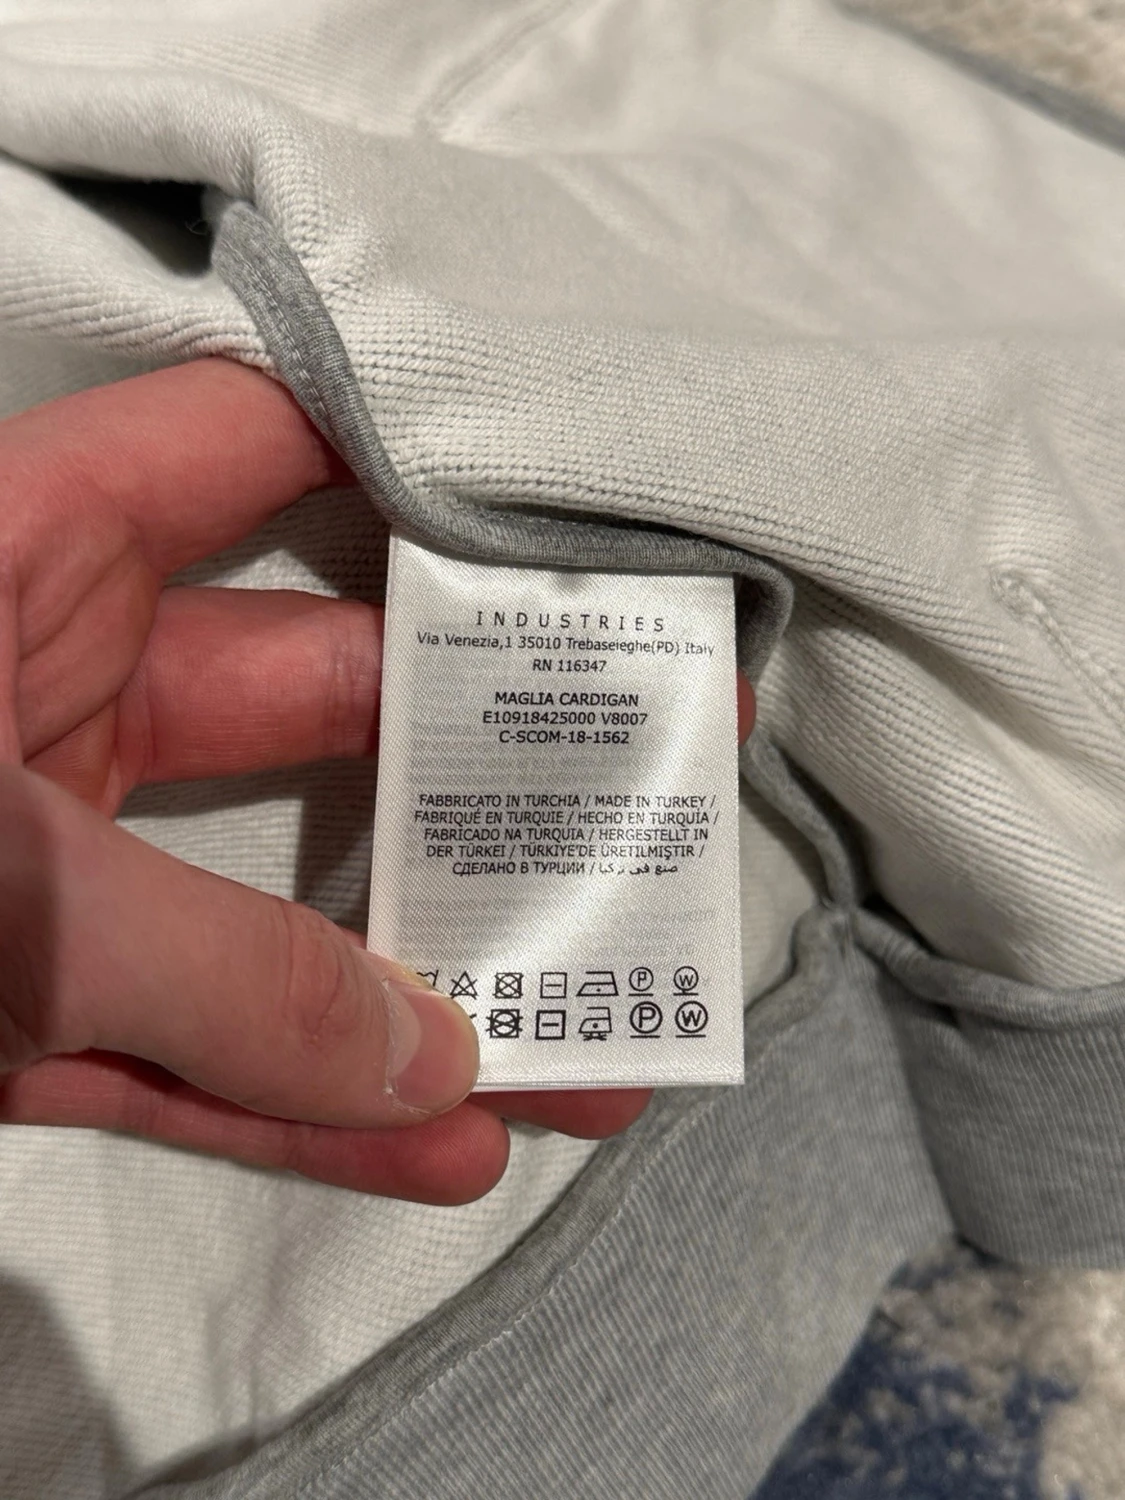 INDUSTRIES
Via Venezia,1 35010 Trebaseleghe(PD) Italy
RN 116347
MAGLIA CARDIGAN
E10918425000 V8007
C-SCOM-18-1562
FABBRICATO IN TURCHIA / MADE IN TURKEY /
FABRIQUÉ EN TURQUIE / HECHO EN TURQUÍA /
FABRICADO NA TURQUIA / HERGESTELLT IN
DER TÜRKEI / TÜRKIYE'DE ÜRETILMIŞTIR /
СДЕЛАНО В ТУРЦИИ / صنع في تركيا
P W
P W